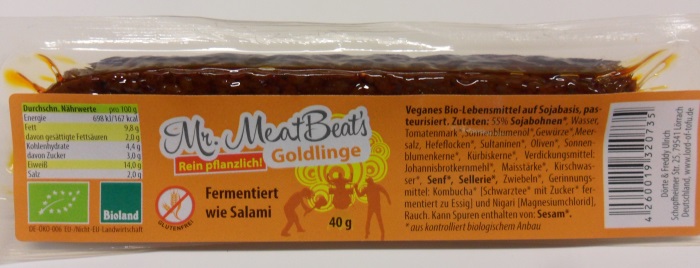 Durchschn. Nährwerte pro 100 g
Energie 698 kJ/167 kcal
Fett 9,8 g
davon gesättigte Fettsäuren 2,0 g
Kohlenhydrate 4,4 g
davon Zucker 3,0 g
Eiweiß 14,0 g
Salz 2,0 g
Bioland
DE-ÖKO-006 EU-/Nicht-EU-Landwirtschaft
GLUTENFREI
Mr. MeatBeat's
Rein pflanzlich!
Goldlinge
Fermentiert
wie Salami
40 g
Veganes Bio-Lebensmittel auf Sojabasis, pas-
teurisiert. Zutaten: 55% Sojabohnen*, Wasser,
Tomatenmark*, Sonnenblumenöl*, Gewürze*, Meer-
salz, Hefeflocken*, Sultaninen*, Oliven*, Sonnen-
blumenkerne*, Kürbiskerne*, Verdickungsmittel:
Johannisbrotkernmehl*, Maisstärke*, Kirschwas-
ser*, Senf*, Sellerie*, Zwiebeln*, Gerinnungs-
mittel: Kombucha* [Schwarztee* mit Zucker* fer-
mentiert zu Essig] und Nigari [Magnesiumchlorid],
Rauch. Kann Spuren enthalten von: Sesam*.
* aus kontrolliert biologischem Anbau
4 260019 320735
Dörte & Freddy Ulrich
Schopfheimer Str. 25, 79541 Lörrach
Deutschland, www.lord-of-tofu.de